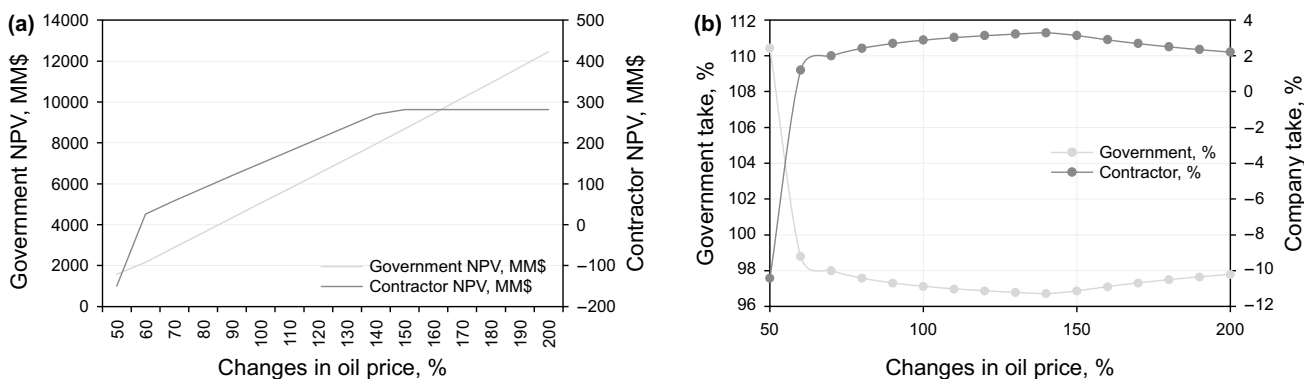 (a)
Government NPV, MM$
14000
12000
10000
8000
6000
4000
2000
0
500
400
300
200
100
0
−100
−200
Contractor NPV, MM$
Government NPV, MM$
Contractor NPV, MM$
50 60 70 80 90 100 110 120 130 140 150 160 170 180 190 200
Changes in oil price, %
(b)
Government take, %
112
110
108
106
104
102
100
98
96
4
2
0
−2
−4
−6
−8
−10
−12
Company take, %
Government, %
Contractor, %
50 100 150 200
Changes in oil price, %